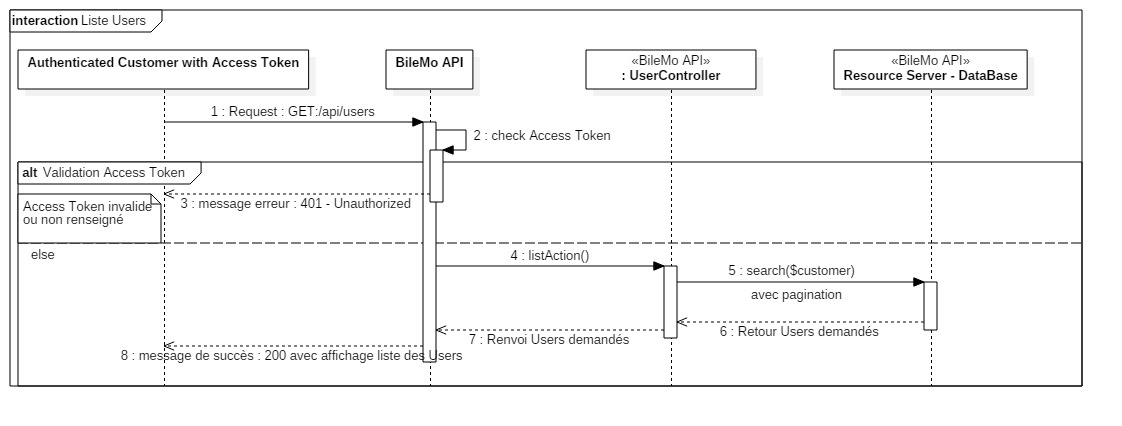 interaction Liste Users
Authenticated Customer with Access Token
BileMo API
«BileMo API»
: UserController
«BileMo API»
Resource Server - DataBase
1 : Request : GET:/api/users
2 : check Access Token
alt Validation Access Token
3 : message erreur : 401 - Unauthorized
Access Token invalide
ou non renseigné
else
4 : listAction()
5 : search($customer)
avec pagination
6 : Retour Users demandés
7 : Renvoi Users demandés
8 : message de succès : 200 avec affichage liste des Users